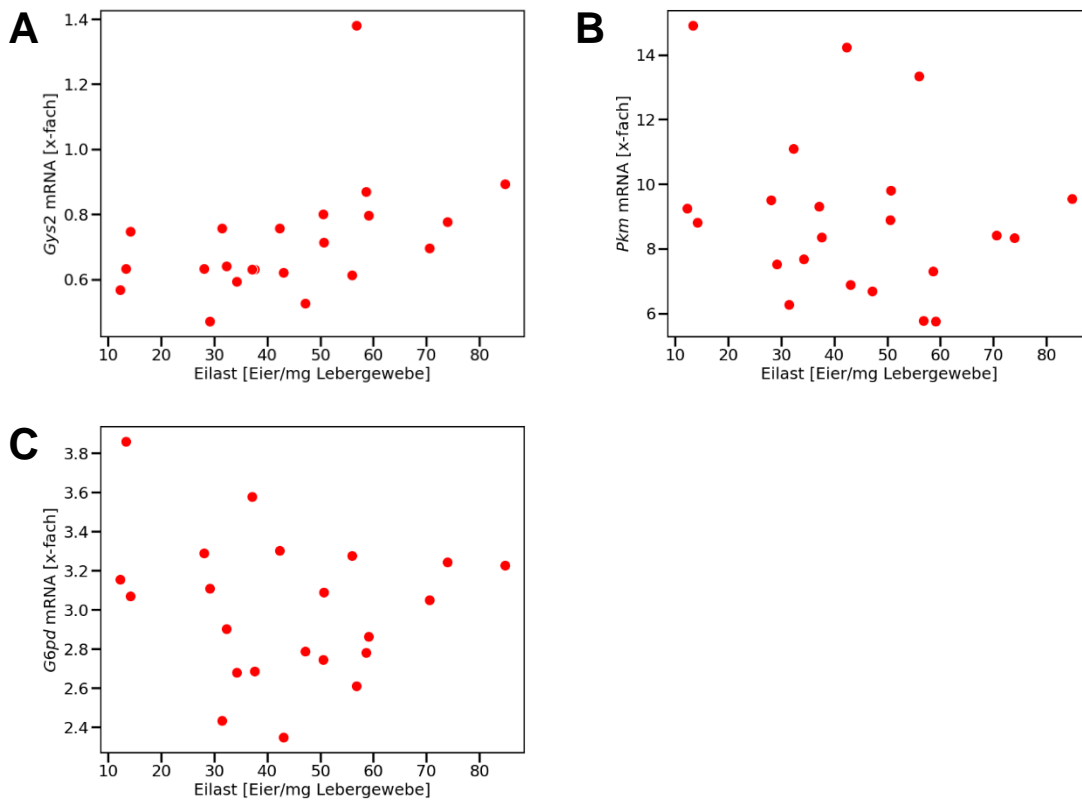 A
Gys2 mRNA [x-fach]
1.4
1.2
1.0
0.8
0.6
10 20 30 40 50 60 70 80
Eilast [Eier/mg Lebergewebe]
B
Pkm mRNA [x-fach]
14
12
10
8
6
10 20 30 40 50 60 70 80
Eilast [Eier/mg Lebergewebe]
C
G6pd mRNA [x-fach]
3.8
3.6
3.4
3.2
3.0
2.8
2.6
2.4
10 20 30 40 50 60 70 80
Eilast [Eier/mg Lebergewebe]